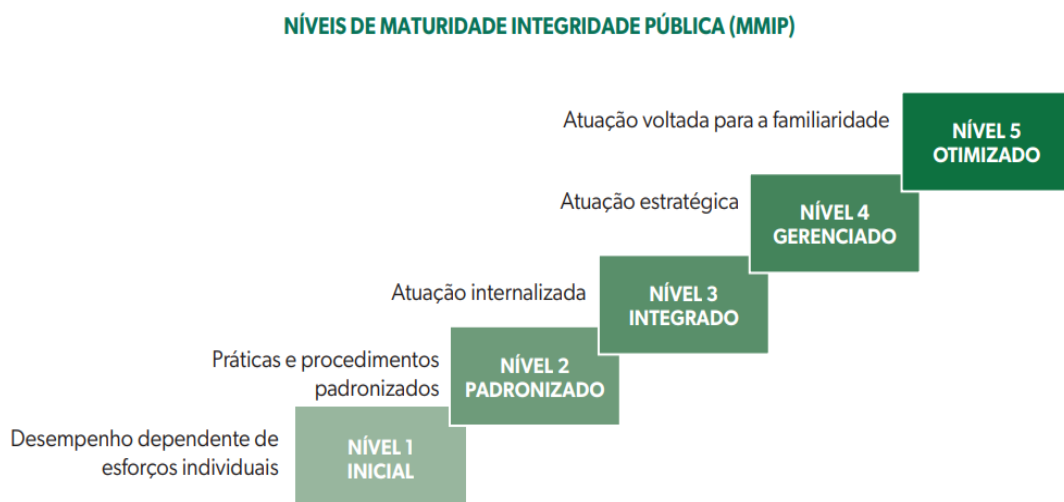 NÍVEIS DE MATURIDADE INTEGRIDADE PÚBLICA (MMIP)
Atuação voltada para a familiaridade
NÍVEL 5
OTIMIZADO
Atuação estratégica
NÍVEL 4
GERENCIADO
Atuação internalizada
NÍVEL 3
INTEGRADO
Práticas e procedimentos
padronizados
NÍVEL 2
PADRONIZADO
Desempenho dependente de
esforços individuais
NÍVEL 1
INICIAL